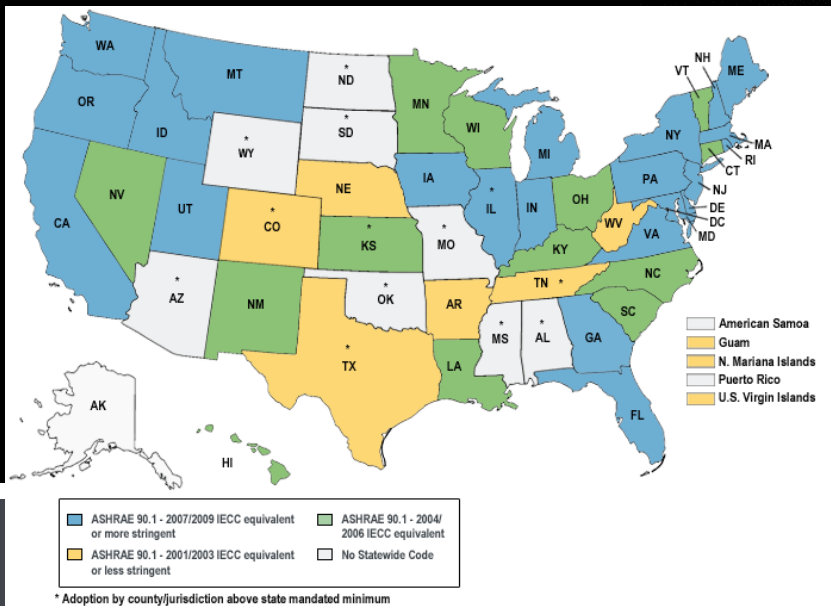 WA
MT
ND
*
MN
VT
NH
ME
OR
ID
WY
*
SD
*
WI
MI
NY
MA
RI
CT
NV
UT
CA
NE
IA
IL
*
IN
OH
PA
NJ
DE
DC
MD
CO
*
KS
*
MO
*
KY
WV
VA
AZ
*
NM
OK
*
AR
TN *
NC
SC
TX
*
LA
MS
*
AL
*
GA
FL
AK
HI
American Samoa
Guam
N. Mariana Islands
Puerto Rico
U.S. Virgin Islands
ASHRAE 90.1 - 2007/2009 IECC equivalent
or more stringent
ASHRAE 90.1 - 2004/
2006 IECC equivalent
ASHRAE 90.1 - 2001/2003 IECC equivalent
or less stringent
No Statewide Code
* Adoption by county/jurisdiction above state mandated minimum